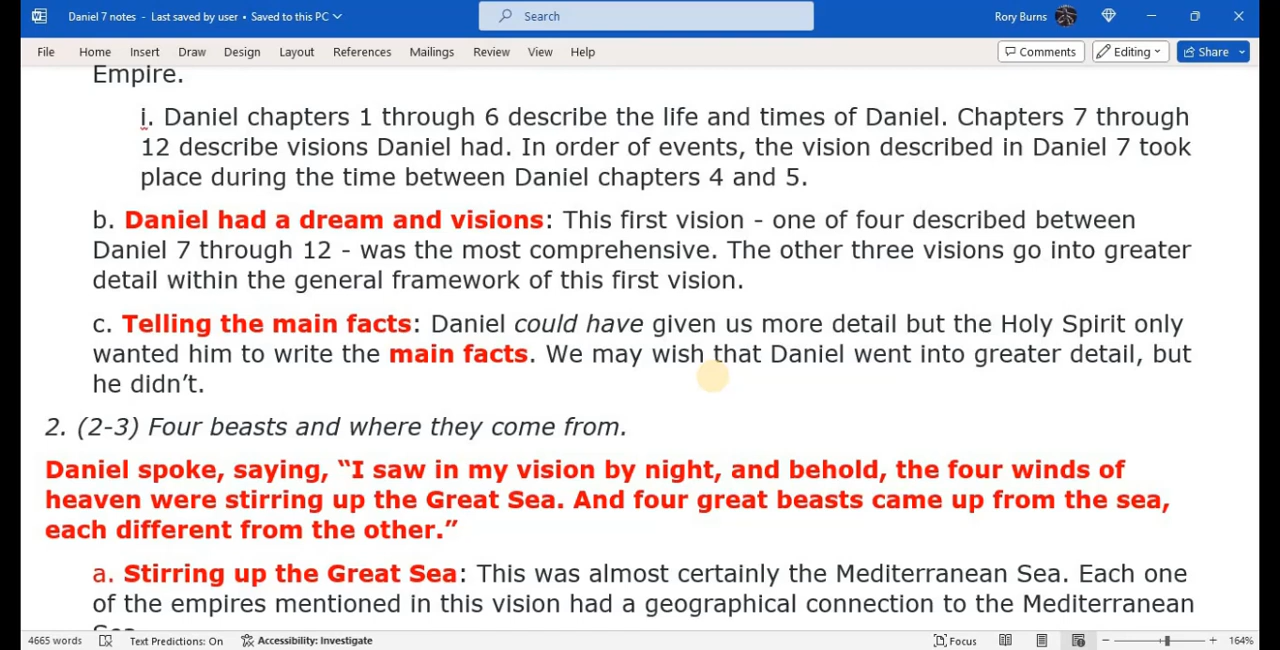 Daniel 7 notes - Last saved by user • Saved to this PC
Search
Rory Burns
File Home Insert Draw Design Layout References Mailings Review View Help
Comments Editing Share
Empire.
i. Daniel chapters 1 through 6 describe the life and times of Daniel. Chapters 7 through
12 describe visions Daniel had. In order of events, the vision described in Daniel 7 took
place during the time between Daniel chapters 4 and 5.
b. Daniel had a dream and visions: This first vision - one of four described between
Daniel 7 through 12 - was the most comprehensive. The other three visions go into greater
detail within the general framework of this first vision.
c. Telling the main facts: Daniel could have given us more detail but the Holy Spirit only
wanted him to write the main facts. We may wish that Daniel went into greater detail, but
he didn’t.
2. (2-3) Four beasts and where they come from.
Daniel spoke, saying, “I saw in my vision by night, and behold, the four winds of
heaven were stirring up the Great Sea. And four great beasts came up from the sea,
each different from the other.”
a. Stirring up the Great Sea: This was almost certainly the Mediterranean Sea. Each one
of the empires mentioned in this vision had a geographical connection to the Mediterranean
Sea
4665 words Text Predictions: On Accessibility: Investigate Focus 164%